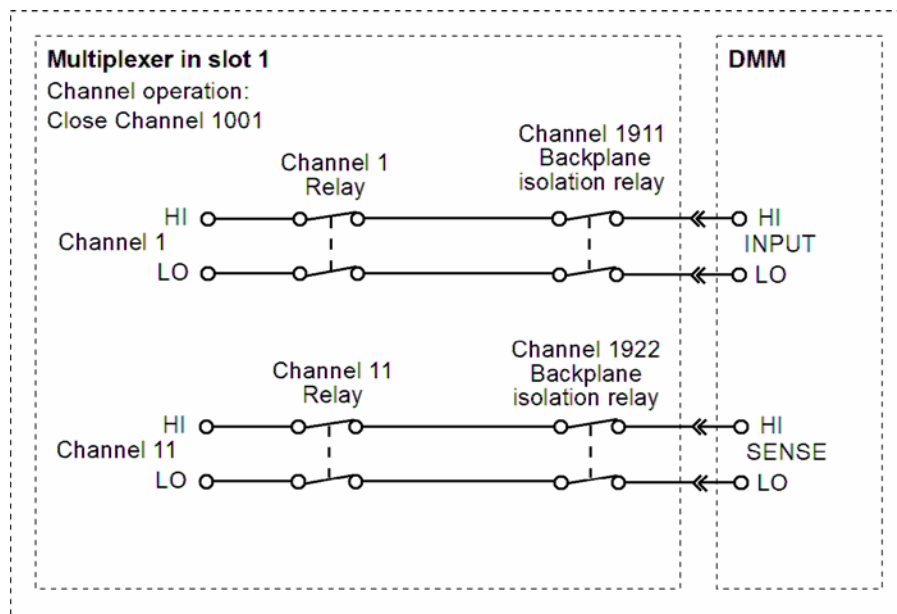 Multiplexer in slot 1
DMM
Channel operation:
Close Channel 1001
Channel 1
Relay
Channel 1911
Backplane
isolation relay
HI
HI
Channel 1
INPUT
LO
LO
Channel 11
Relay
Channel 1922
Backplane
isolation relay
HI
HI
Channel 11
SENSE
LO
LO